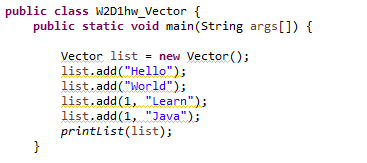 public class W2D1hw_Vector {
public static void main(String args[]) {
Vector list = new Vector();
list.add("Hello");
list.add("World");
list.add(1, "Learn");
list.add(1, "Java");
printList(list);
}